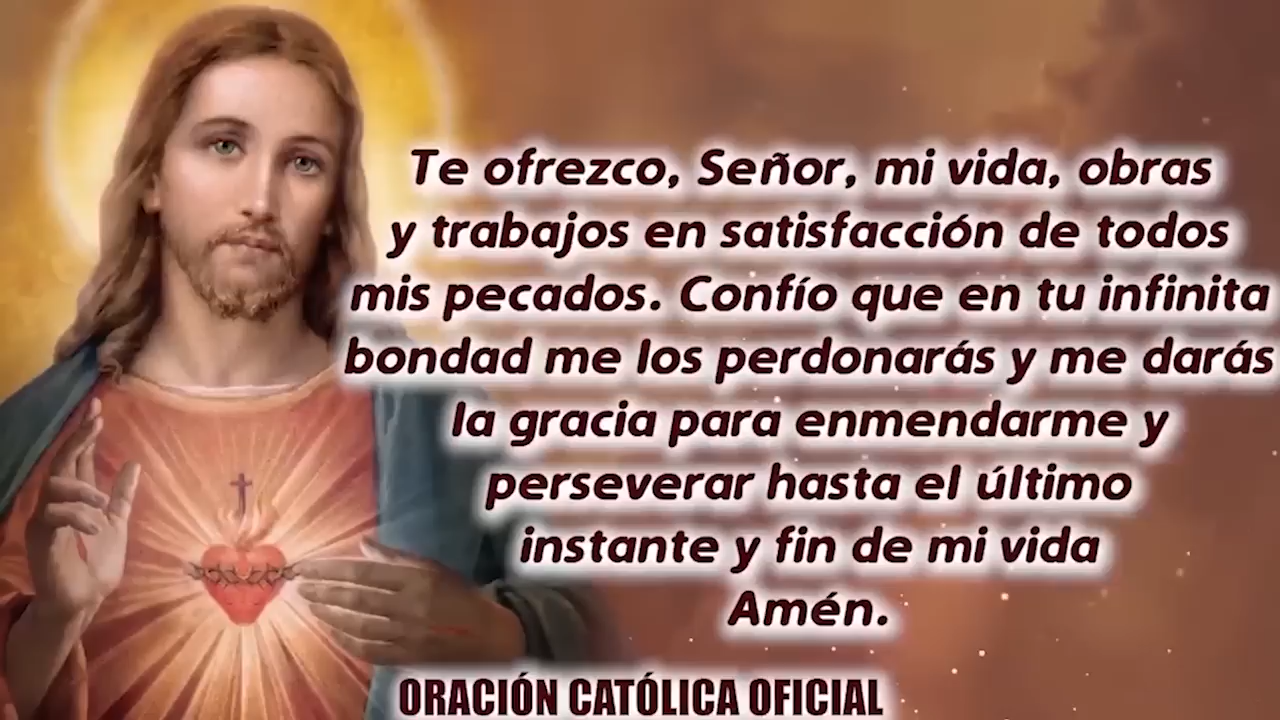 Te ofrezco, Señor, mi vida, obras
y trabajos en satisfacción de todos
mis pecados. Confío que en tu infinita
bondad me los perdonarás y me darás
la gracia para enmendarme y
perseverar hasta el último
instante y fin de mi vida
Amén.
ORACIÓN CATÓLICA OFICIAL